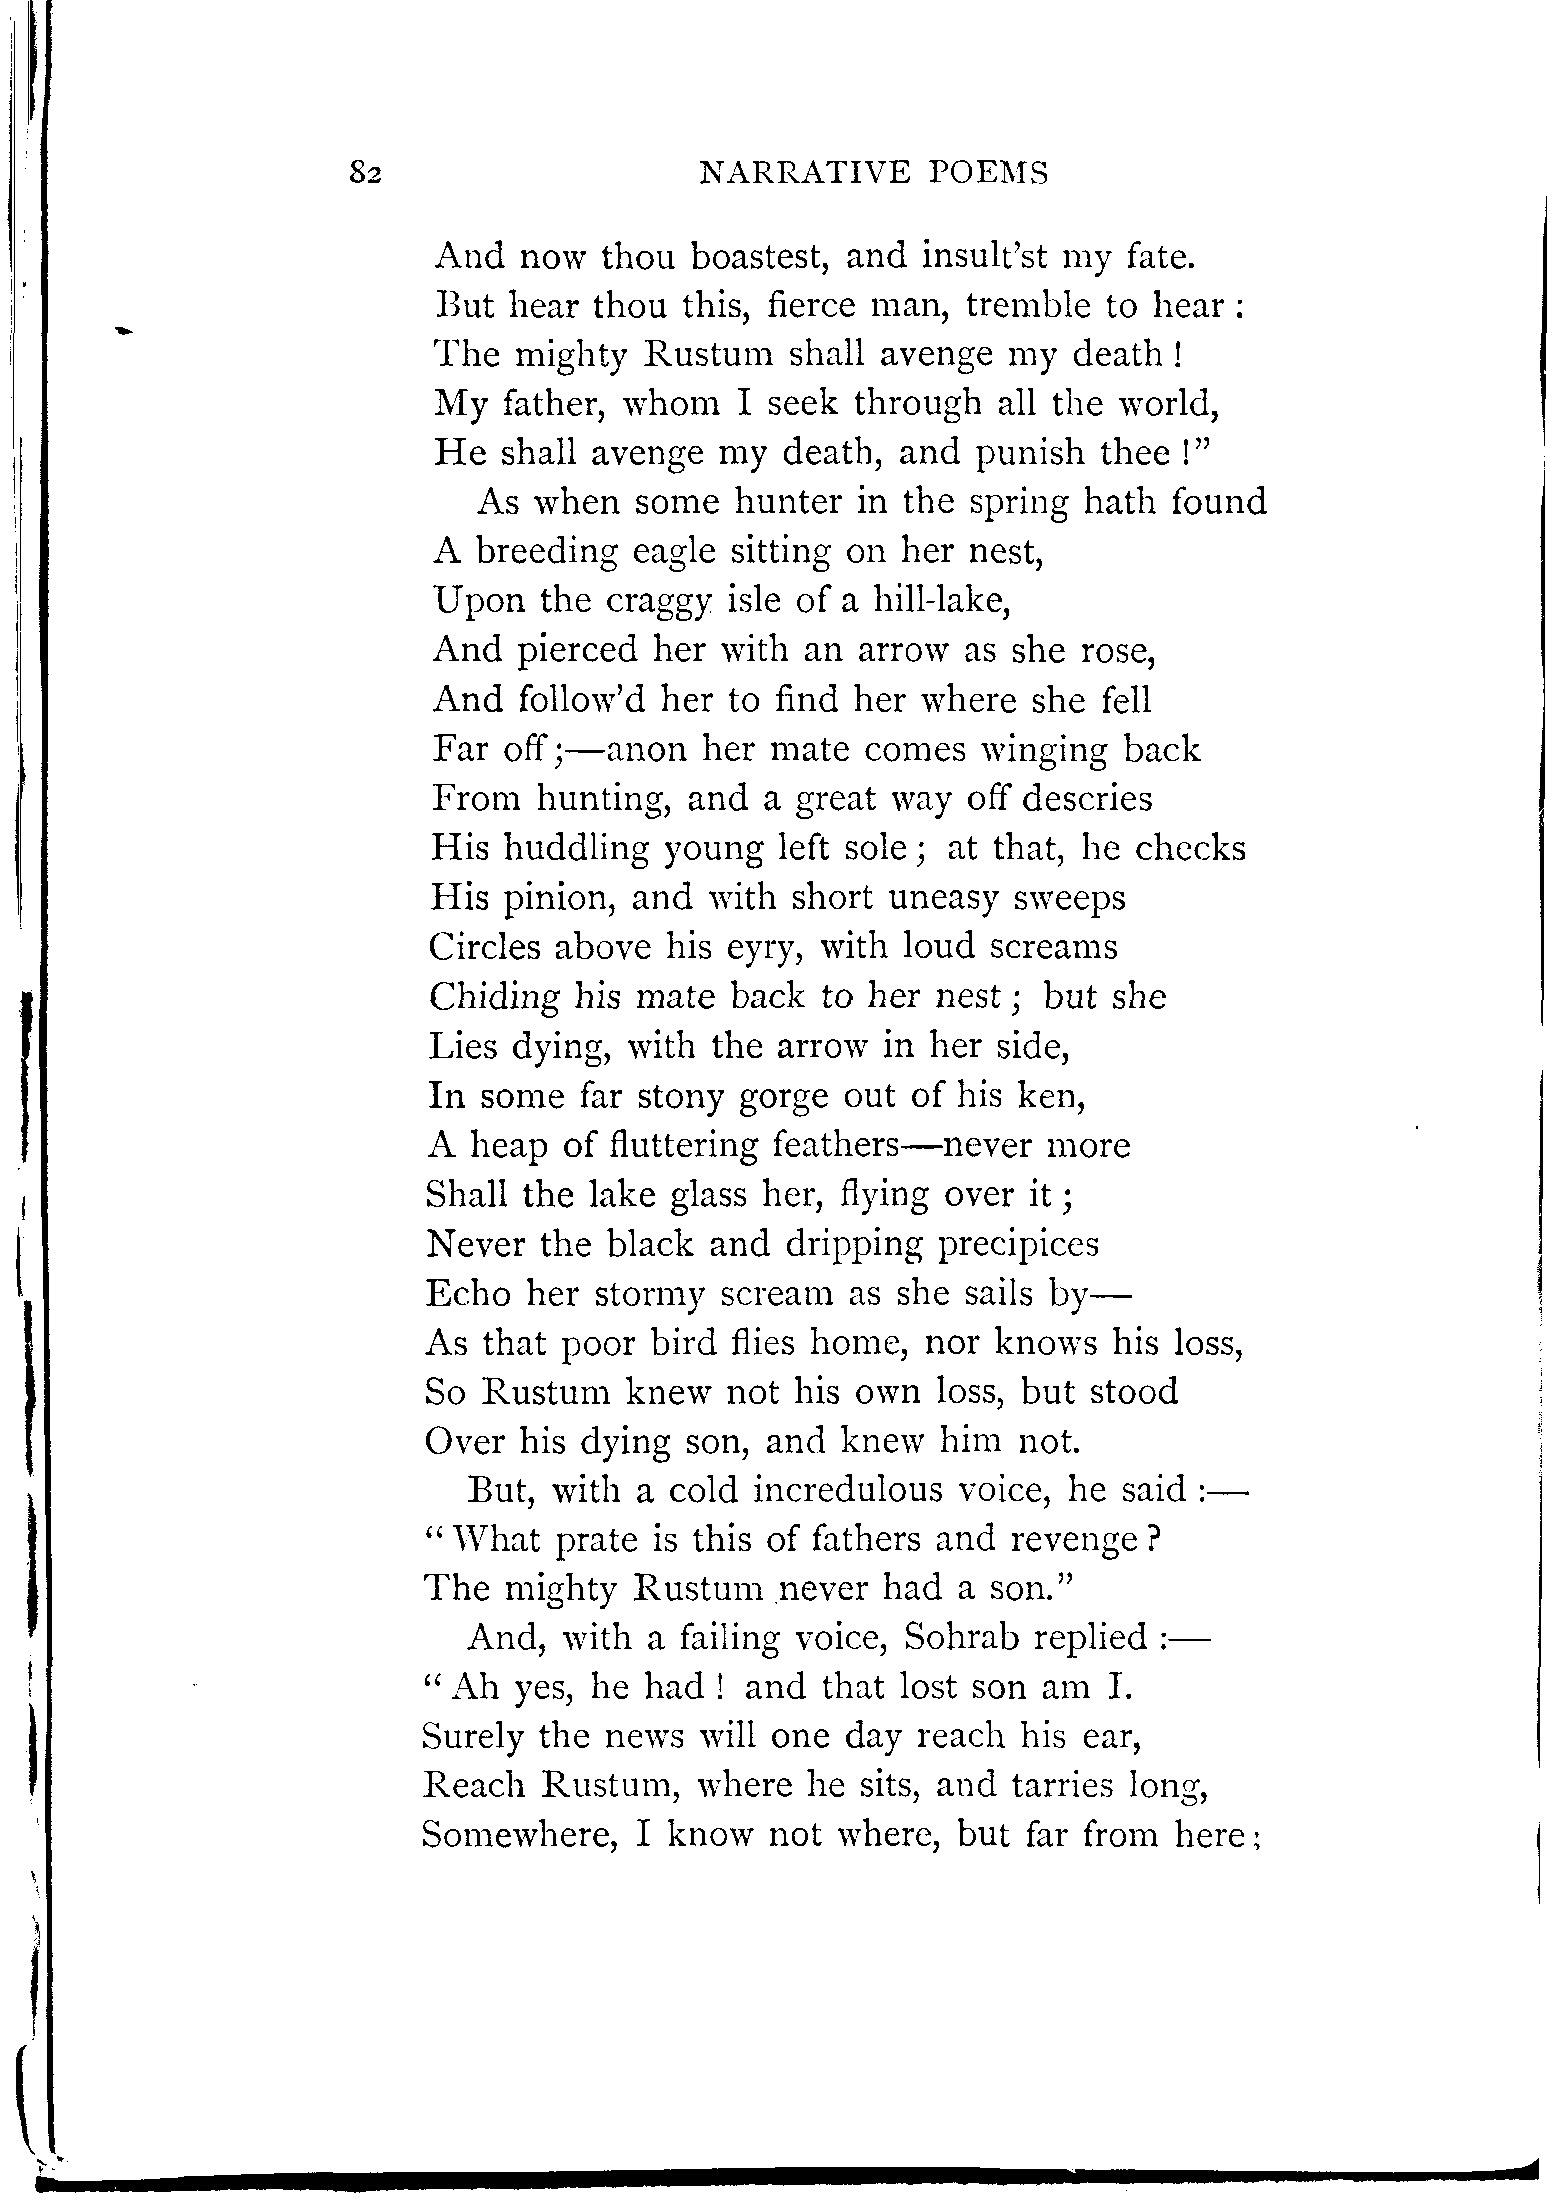 82 NARRATIVE POEMS
And now thou boastest, and insult'st my fate.
But hear thou this, fierce man, tremble to hear :
The mighty Rustum shall avenge my death !
My father, whom I seek through all the world,
He shall avenge my death, and punish thee !”
As when some hunter in the spring hath found
A breeding eagle sitting on her nest,
Upon the craggy isle of a hill-lake,
And pierced her with an arrow as she rose,
And follow'd her to find her where she fell
Far off ;—anon her mate comes winging back
From hunting, and a great way off descries
His huddling young left sole ; at that, he checks
His pinion, and with short uneasy sweeps
Circles above his eyry, with loud screams
Chiding his mate back to her nest ; but she
Lies dying, with the arrow in her side,
In some far stony gorge out of his ken,
A heap of fluttering feathers—never more
Shall the lake glass her, flying over it ;
Never the black and dripping precipices
Echo her stormy scream as she sails by—
As that poor bird flies home, nor knows his loss,
So Rustum knew not his own loss, but stood
Over his dying son, and knew him not.
But, with a cold incredulous voice, he said :—
“ What prate is this of fathers and revenge ?
The mighty Rustum never had a son.”
And, with a failing voice, Sohrab replied :—
“ Ah yes, he had ! and that lost son am I.
Surely the news will one day reach his ear,
Reach Rustum, where he sits, and tarries long,
Somewhere, I know not where, but far from here ;